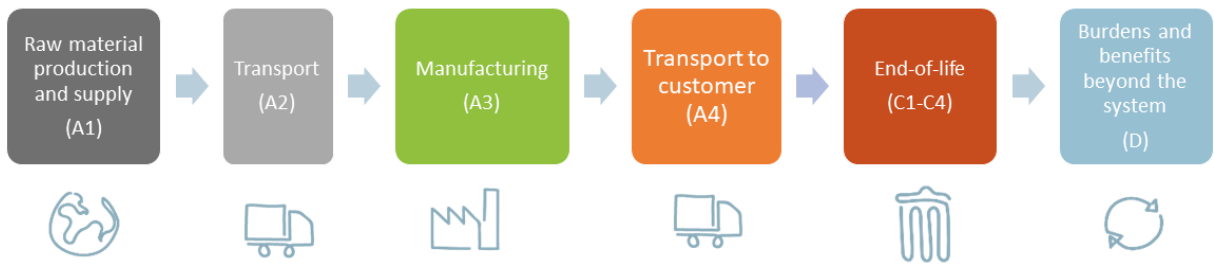 Raw material
production
and supply
(A1)
Transport
(A2)
Manufacturing
(A3)
Transport to
customer
(A4)
End-of-life
(C1-C4)
Burdens and
benefits
beyond the
system
(D)